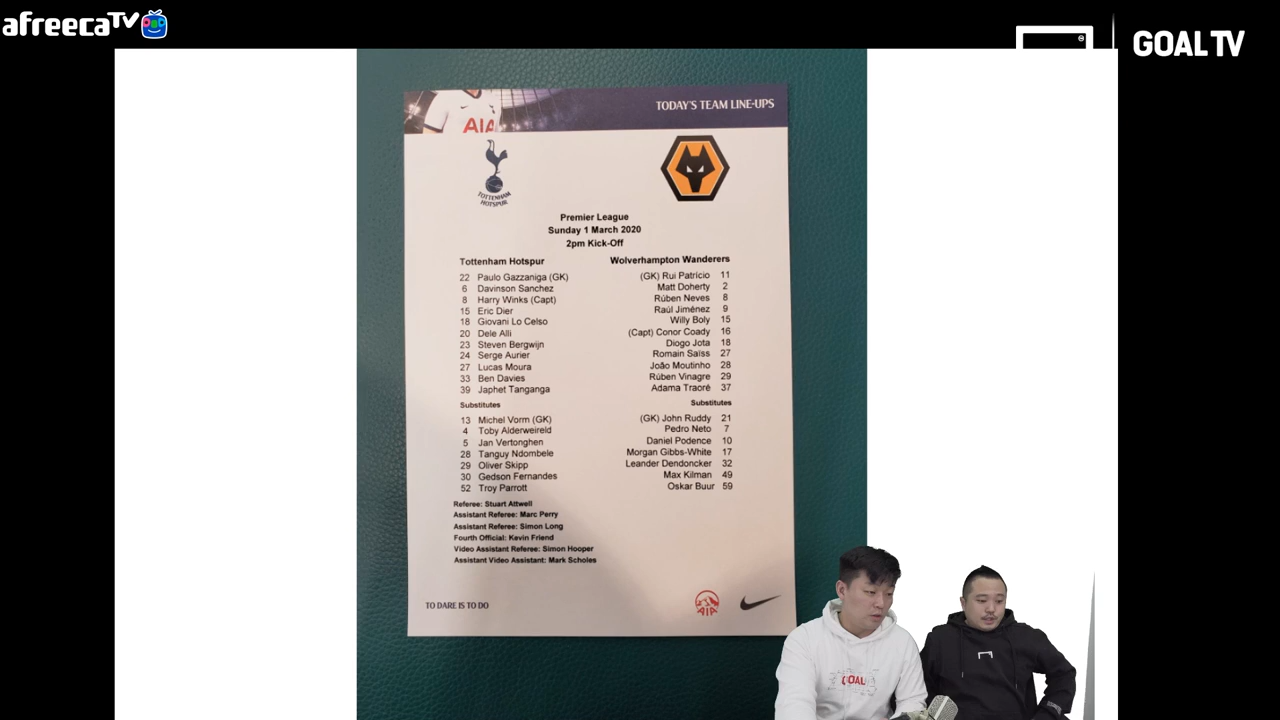 afreecaTV
GOAL TV
TODAY'S TEAM LINE-UPS
AIA
TOTTENHAM
HOTSPUR
Premier League
Sunday 1 March 2020
2pm Kick-Off
Tottenham Hotspur
22 Paulo Gazzaniga (GK)
6 Davinson Sanchez
8 Harry Winks (Capt)
15 Eric Dier
18 Giovani Lo Celso
20 Dele Alli
23 Steven Bergwijn
24 Serge Aurier
27 Lucas Moura
33 Ben Davies
39 Japhet Tanganga
Substitutes
13 Michel Vorm (GK)
4 Toby Alderweireld
5 Jan Vertonghen
28 Tanguy Ndombele
29 Oliver Skipp
30 Gedson Fernandes
52 Troy Parrott
Wolverhampton Wanderers
(GK) Rui Patrício 11
Matt Doherty 2
Rúben Neves 8
Raúl Jiménez 9
Willy Boly 15
(Capt) Conor Coady 16
Diogo Jota 18
Romain Saïss 27
João Moutinho 28
Rúben Vinagre 29
Adama Traoré 37
Substitutes
(GK) John Ruddy 21
Pedro Neto 7
Daniel Podence 10
Morgan Gibbs-White 17
Leander Dendoncker 32
Max Kilman 49
Oskar Buur 59
Referee: Stuart Attwell
Assistant Referee: Marc Perry
Assistant Referee: Simon Long
Fourth Official: Kevin Friend
Video Assistant Referee: Simon Hooper
Assistant Video Assistant: Mark Scholes
TO DARE IS TO DO
AIA
GOAL